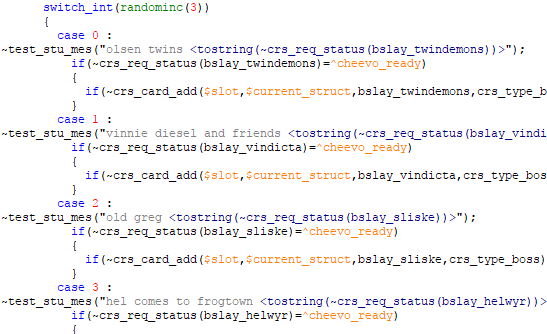 switch_int(randominc(3))
{
case 0 :
~test_stu_mes("olsen twins <tostring(~crs_req_status(bslay_twindemons))>");
if(~crs_req_status(bslay_twindemons)=^cheevo_ready)
{
if(~crs_card_add($slot,$current_struct,bslay_twindemons,crs_type_b
}
case 1 :
~test_stu_mes("vinnie diesel and friends <tostring(~crs_req_status(bslay_vindi
if(~crs_req_status(bslay_vindicta)=^cheevo_ready)
{
if(~crs_card_add($slot,$current_struct,bslay_vindicta,crs_type_bos
}
case 2 :
~test_stu_mes("old greg <tostring(~crs_req_status(bslay_sliske))>");
if(~crs_req_status(bslay_sliske)=^cheevo_ready)
{
if(~crs_card_add($slot,$current_struct,bslay_sliske,crs_type_boss)
}
case 3 :
~test_stu_mes("hel comes to frogtown <tostring(~crs_req_status(bslay_helwyr))>
if(~crs_req_status(bslay_helwyr)=^cheevo_ready)
{